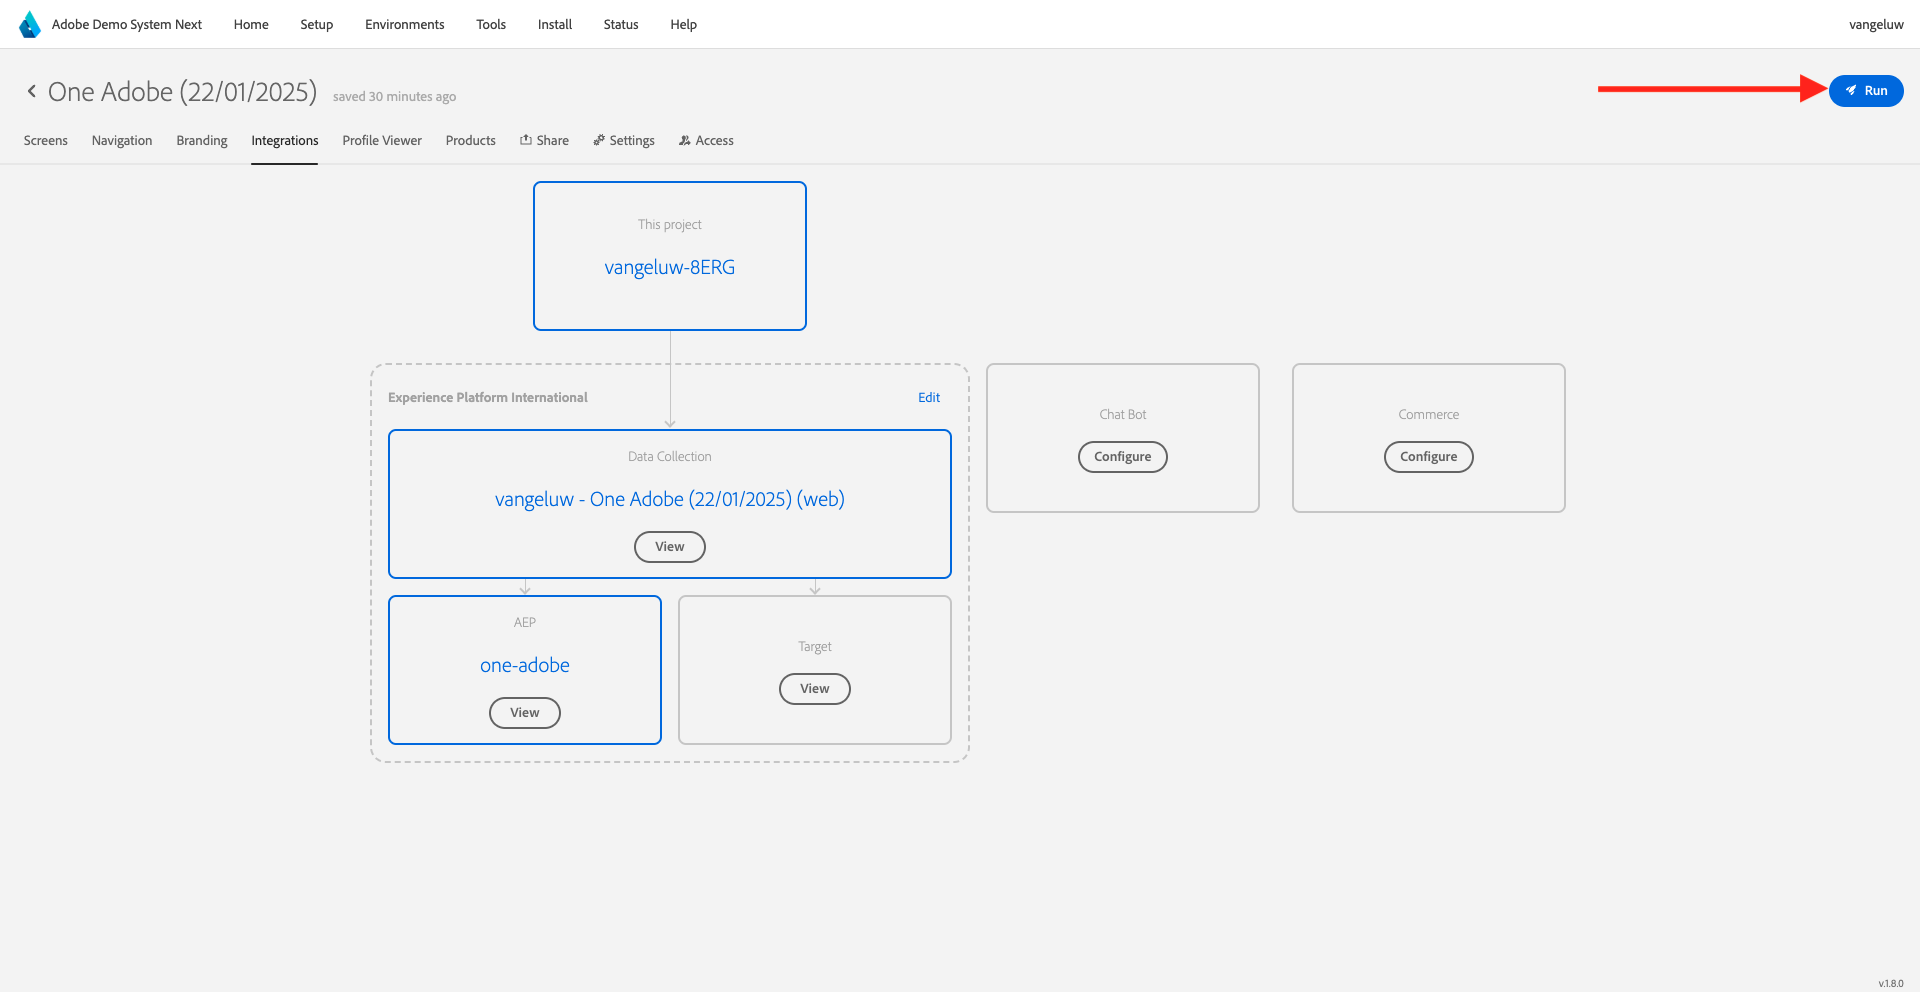 Adobe Demo System Next
Home
Setup
Environments
Tools
Install
Status
Help
vangeluw
One Adobe (22/01/2025)
saved 30 minutes ago
Run
Screens
Navigation
Branding
Integrations
Profile Viewer
Products
Share
Settings
Access
This project
vangeluw-8ERG
Experience Platform International
Edit
Data Collection
vangeluw - One Adobe (22/01/2025) (web)
View
Chat Bot
Configure
Commerce
Configure
AEP
one-adobe
View
Target
View
v.1.8.0